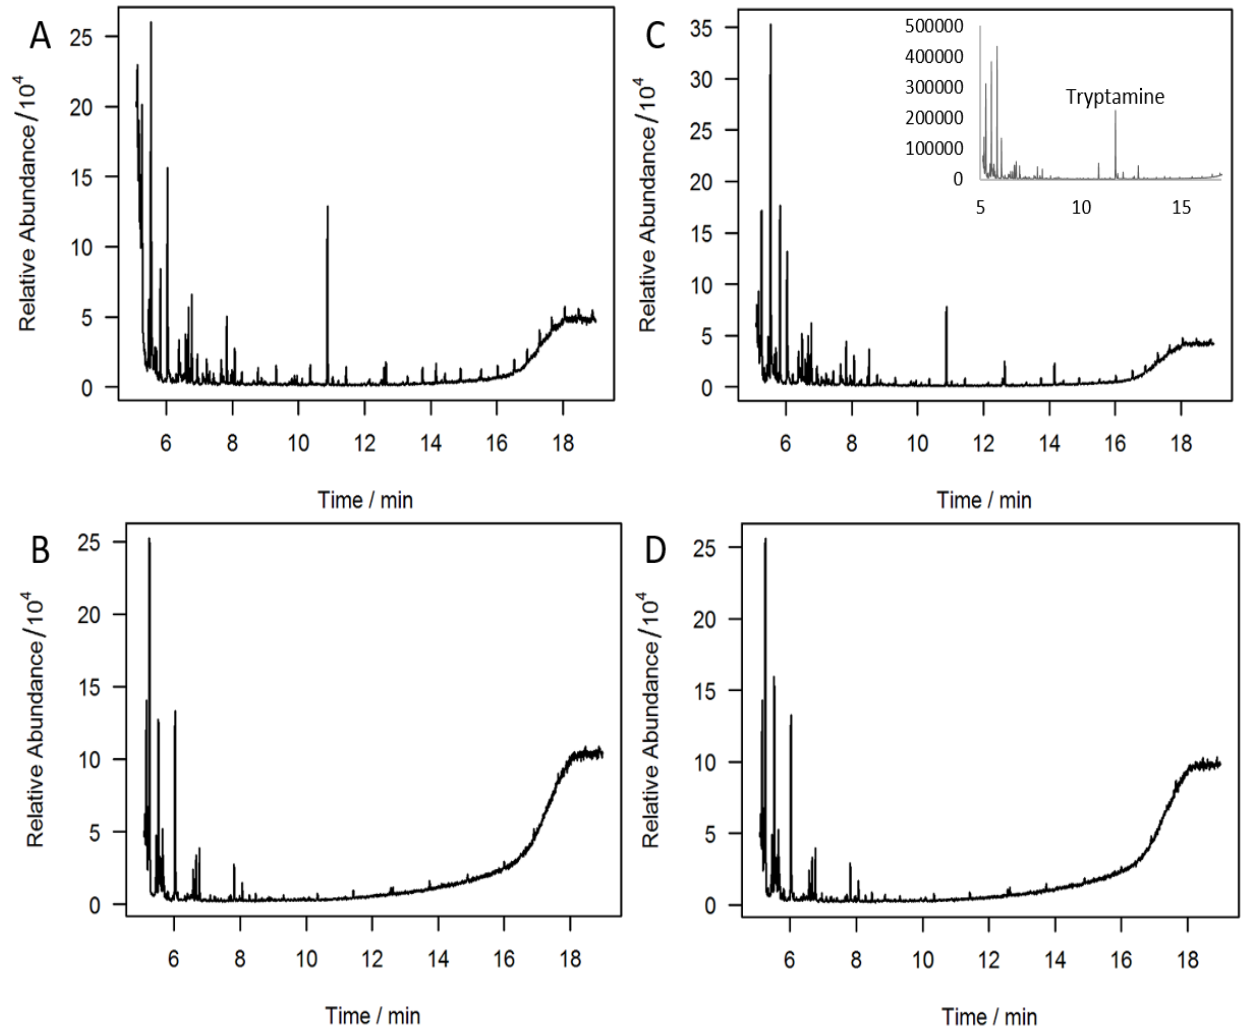 A
Relative Abundance/10⁴
25
20
15
10
5
0
6 8 10 12 14 16 18
Time / min
C
Relative Abundance/10⁴
35
30
25
20
15
10
5
0
6 8 10 12 14 16 18
Time / min
500000
400000
300000
200000
100000
0
Tryptamine
5 10 15
B
Relative Abundance/10⁴
25
20
15
10
5
0
6 8 10 12 14 16 18
Time / min
D
Relative Abundance/10⁴
25
20
15
10
5
0
6 8 10 12 14 16 18
Time / min